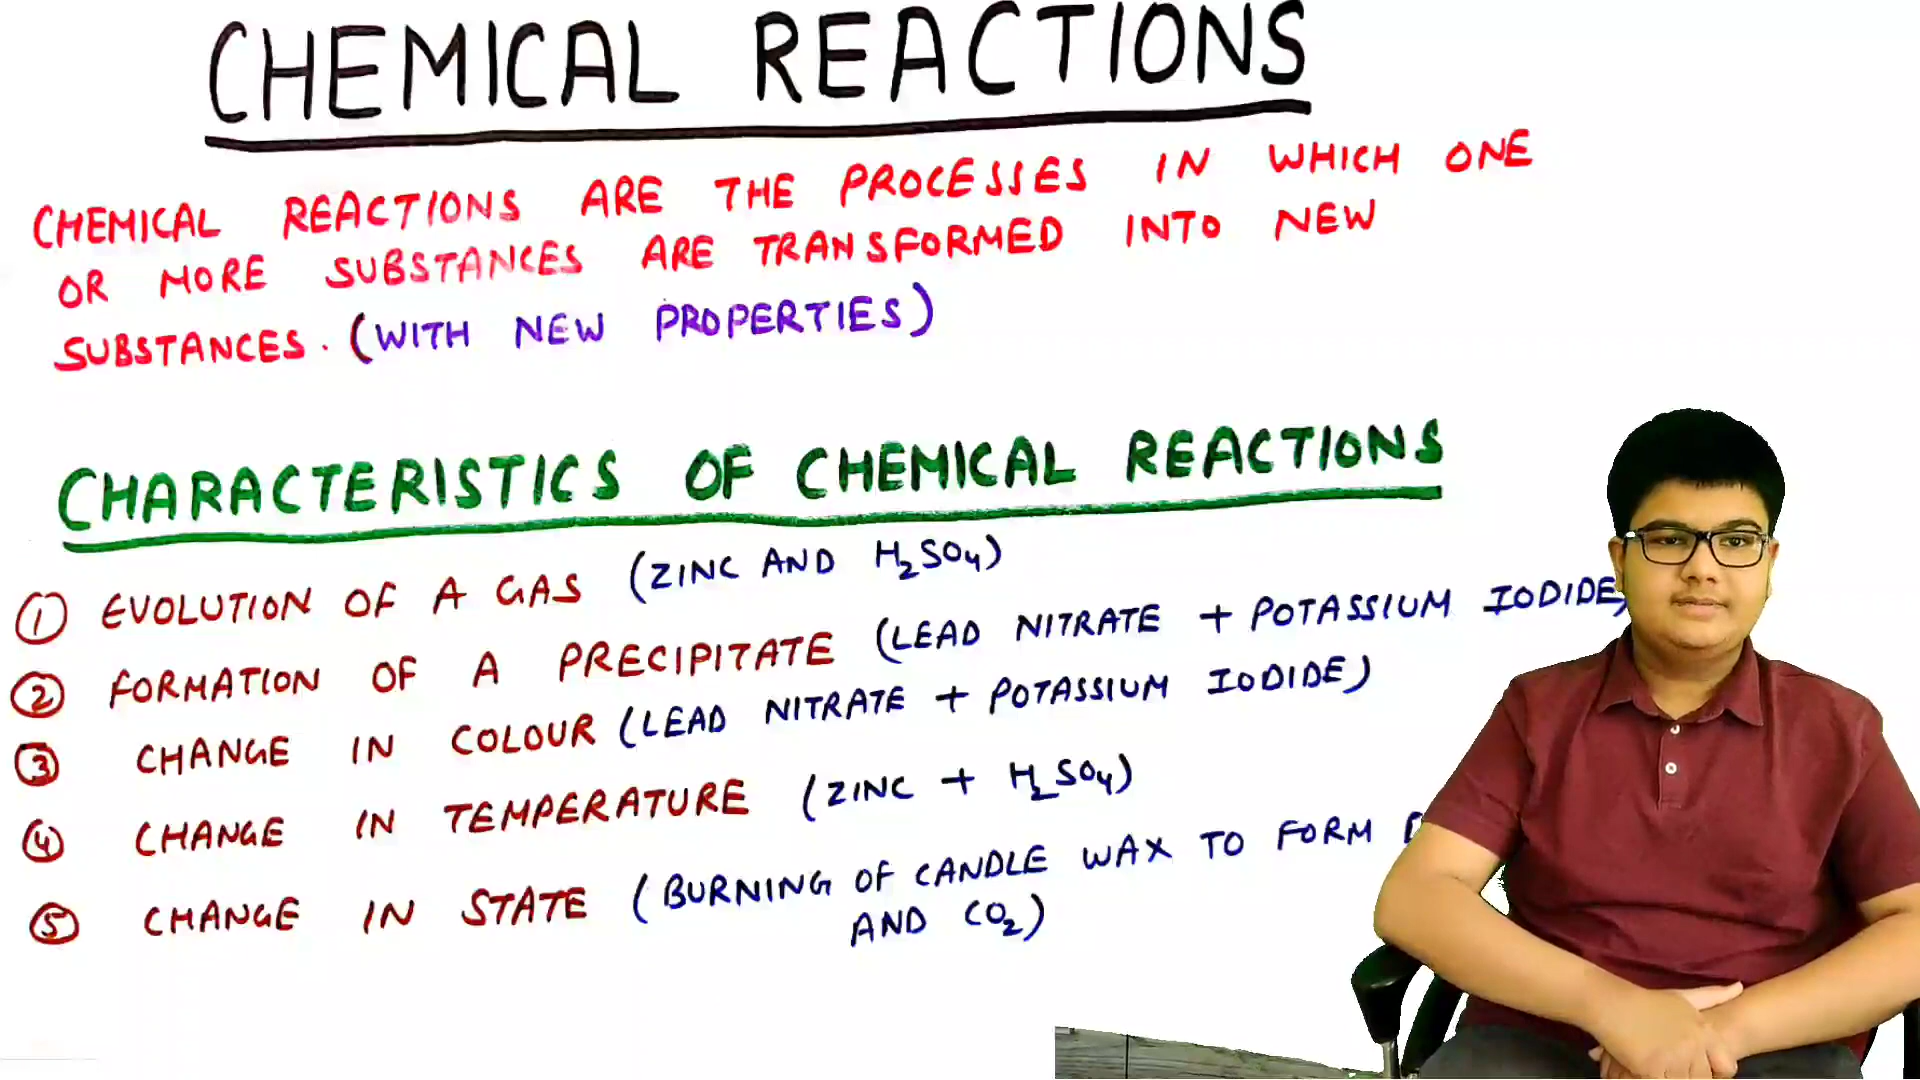 CHEMICAL REACTIONS
CHEMICAL REACTIONS ARE THE PROCESSES IN WHICH ONE
OR MORE SUBSTANCES ARE TRANSFORMED INTO NEW
SUBSTANCES. (WITH NEW PROPERTIES)
CHARACTERISTICS OF CHEMICAL REACTIONS
① EVOLUTION OF A GAS (ZINC AND H₂SO₄)
② FORMATION OF A PRECIPITATE (LEAD NITRATE + POTASSIUM IODIDE)
③ CHANGE IN COLOUR (LEAD NITRATE + POTASSIUM IODIDE)
④ CHANGE IN TEMPERATURE (ZINC + H₂SO₄)
⑤ CHANGE IN STATE (BURNING OF CANDLE WAX TO FORM
AND CO₂)